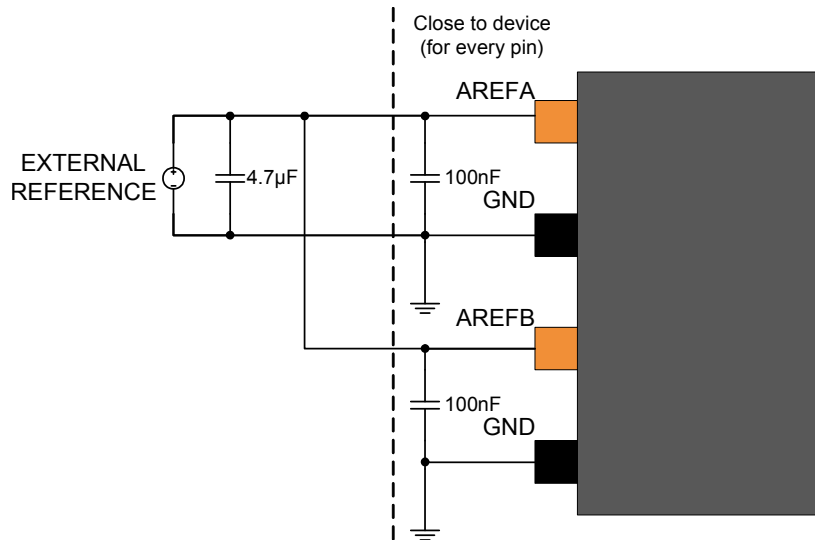 Close to device
(for every pin)
AREFA
EXTERNAL
REFERENCE
4.7µF
100nF
GND
AREFB
100nF
GND